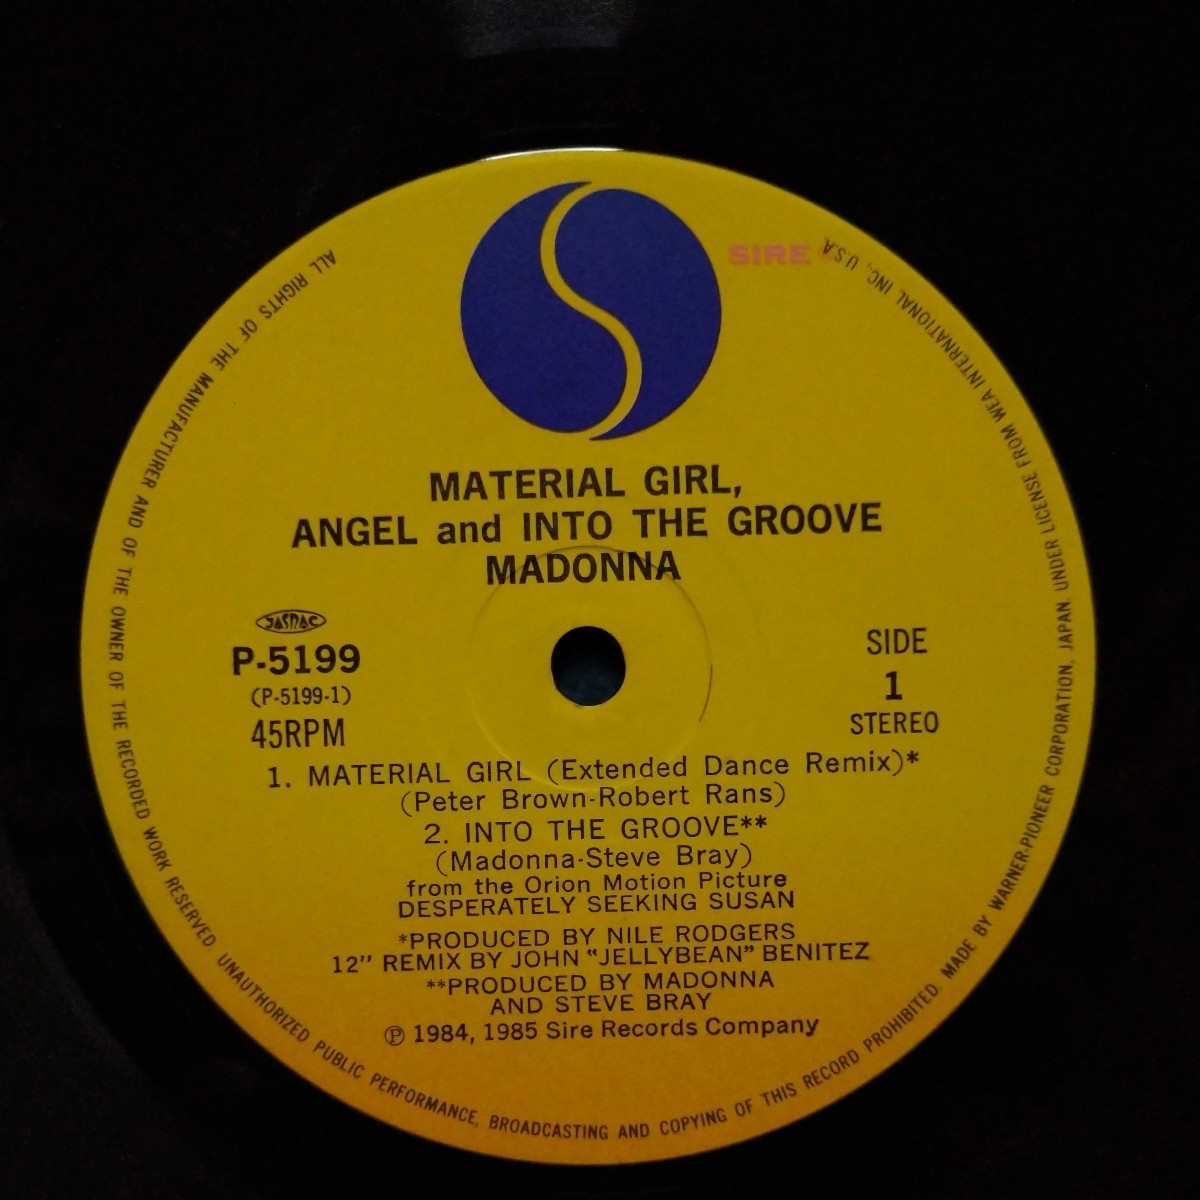 SIRE
MATERIAL GIRL,
ANGEL and INTO THE GROOVE
MADONNA
JASRAC
P-5199
(P-5199-1)
45RPM
SIDE
1
STEREO
1. MATERIAL GIRL (Extended Dance Remix)*
(Peter Brown-Robert Rans)
2. INTO THE GROOVE**
(Madonna-Steve Bray)
from the Orion Motion Picture
DESPERATELY SEEKING SUSAN
*PRODUCED BY NILE RODGERS
12" REMIX BY JOHN "JELLYBEAN" BENITEZ
**PRODUCED BY MADONNA
AND STEVE BRAY
Ⓟ 1984, 1985 Sire Records Company
ALL RIGHTS OF THE MANUFACTURER AND OF THE OWNER OF THE RECORDED WORK RESERVED. UNAUTHORIZED PUBLIC PERFORMANCE, BROADCASTING AND COPYING OF THIS RECORD PROHIBITED. MADE BY WARNER-PIONEER CORPORATION, JAPAN. UNDER LICENSE FROM WEA INTERNATIONAL INC., U.S.A.